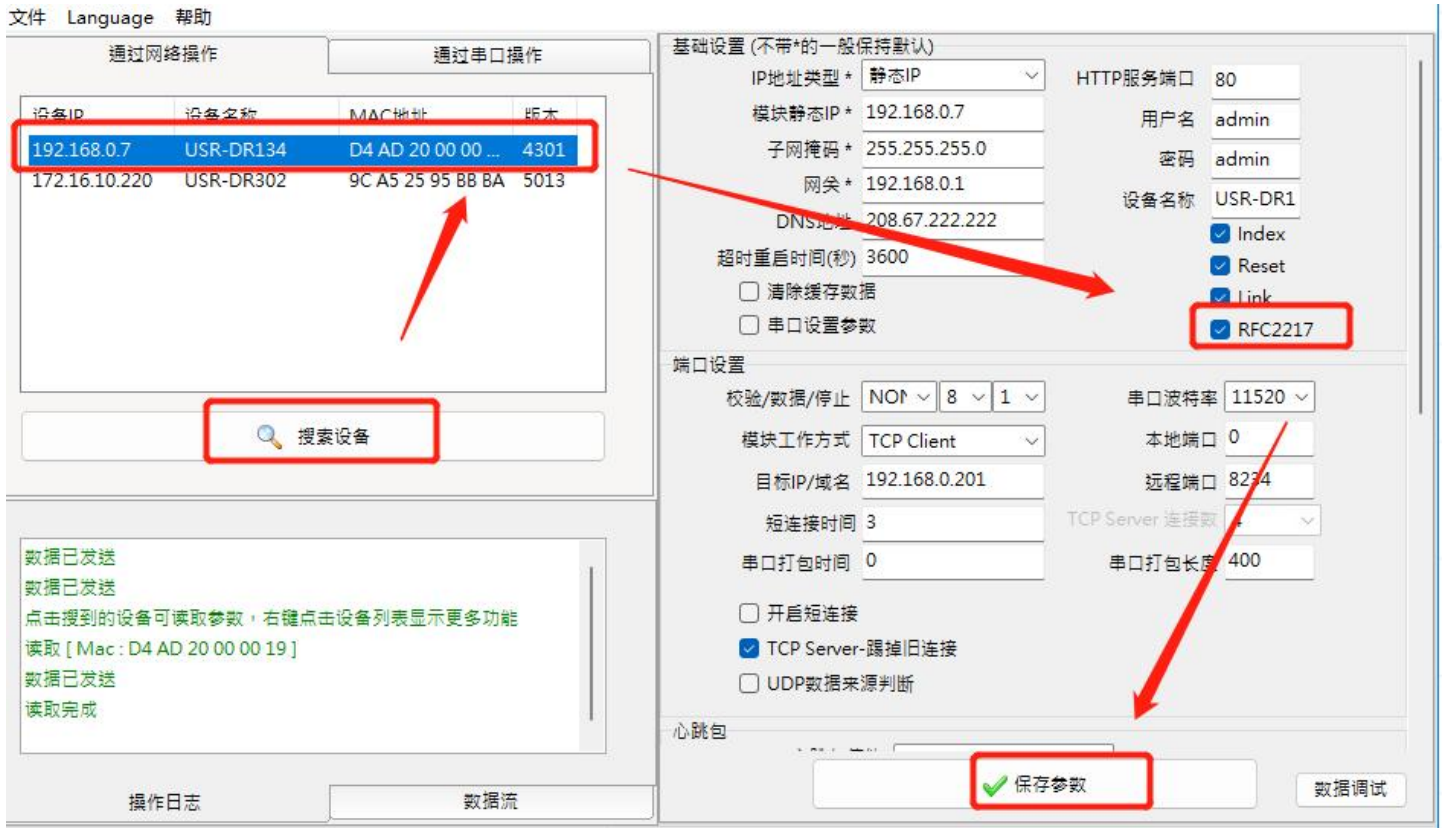 文件 Language 帮助
通过网络操作 通过串口操作
设备IP 设备名称 MAC地址 版本
192.168.0.7 USR-DR134 D4 AD 20 00 00 ... 4301
172.16.10.220 USR-DR302 9C A5 25 95 BB BA 5013
搜索设备
数据已发送
数据已发送
点击搜到的设备可读取参数，右键点击设备列表显示更多功能
读取 [ Mac : D4 AD 20 00 00 19 ]
数据已发送
读取完成
操作日志 数据流
基础设置 (不带*的一般保持默认)
IP地址类型 * 静态IP HTTP服务端口 80
模块静态IP * 192.168.0.7 用户名 admin
子网掩码 * 255.255.255.0 密码 admin
网关 * 192.168.0.1 设备名称 USR-DR1
DNS地址 208.67.222.222 Index
超时重启时间(秒) 3600 Reset
清除缓存数据 Link
串口设置参数 RFC2217
端口设置
校验/数据/停止 NON 8 1 串口波特率 11520
模块工作方式 TCP Client 本地端口 0
目标IP/域名 192.168.0.201 远程端口 8234
短连接时间 3 TCP Server 连接数 4
串口打包时间 0 串口打包长度 400
开启短连接
TCP Server-踢掉旧连接
UDP数据来源判断
心跳包
保存参数 数据调试